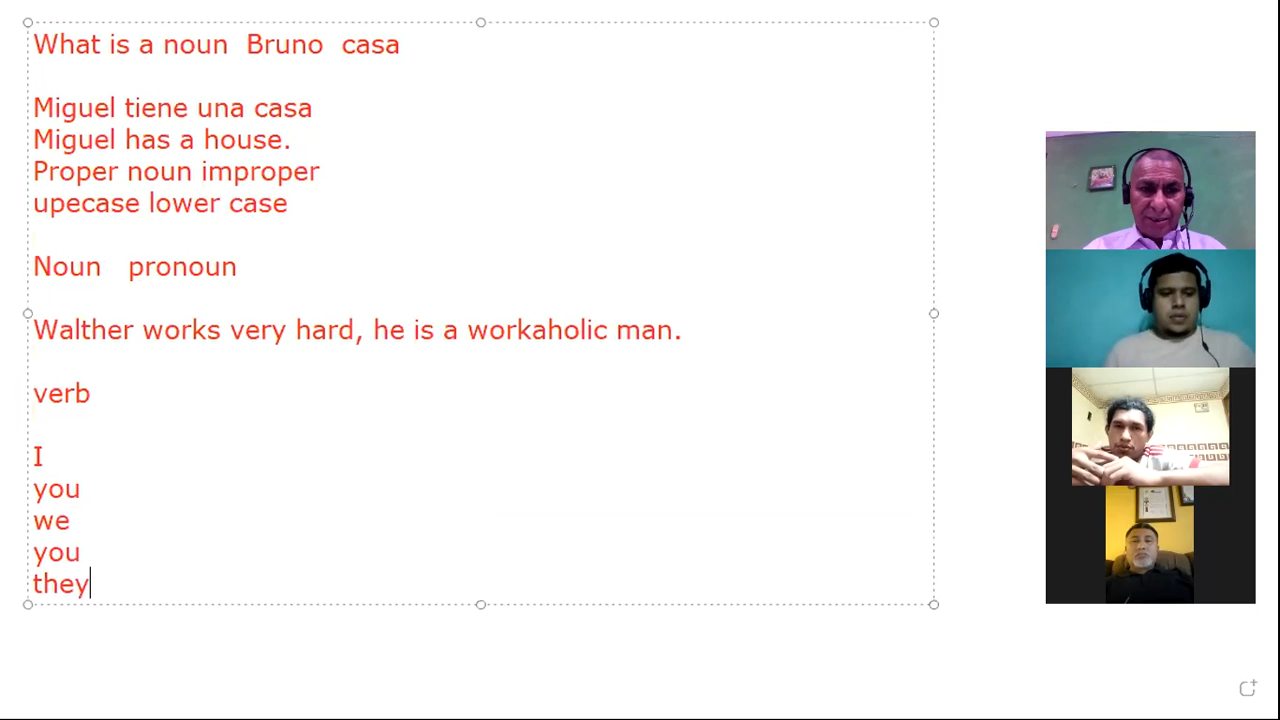 What is a noun Bruno casa
Miguel tiene una casa
Miguel has a house.
Proper noun improper
upecase lower case
Noun pronoun
Walther works very hard, he is a workaholic man.
verb
I
you
we
you
they